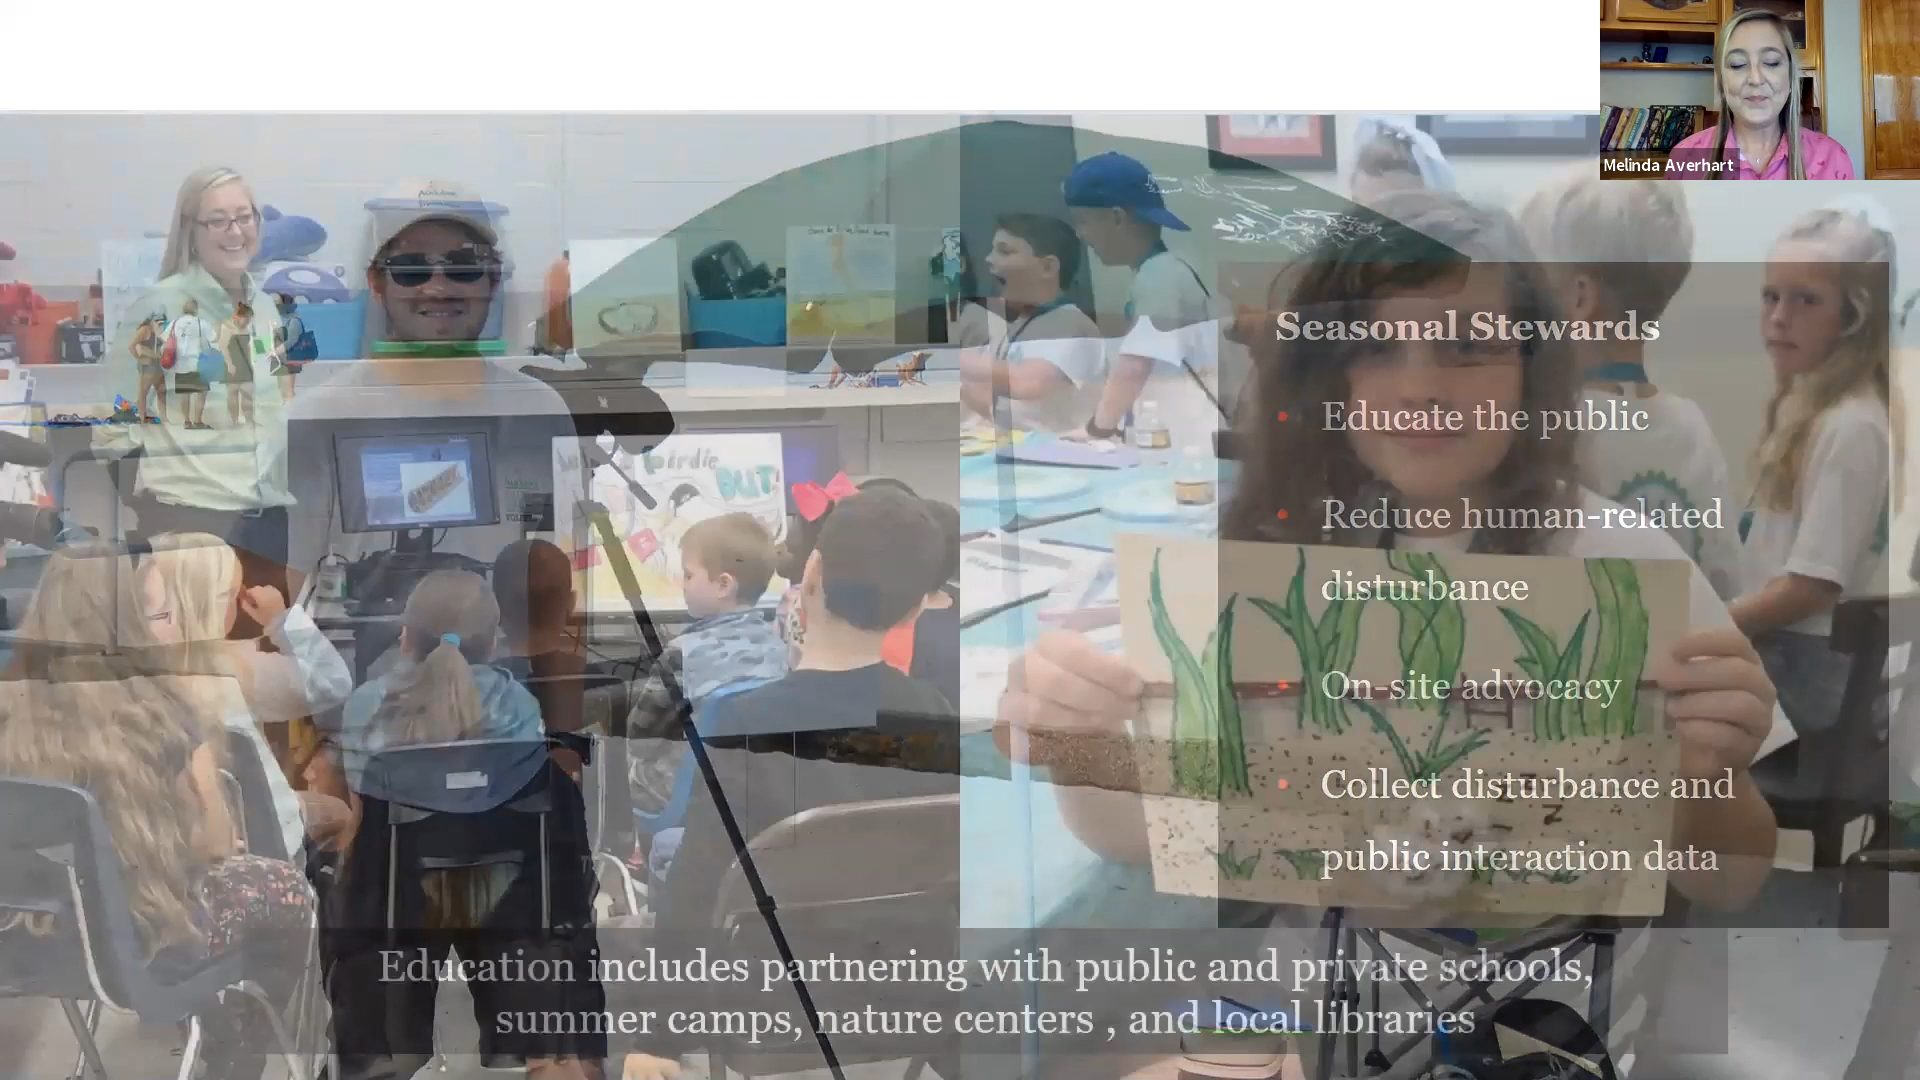 Melinda Averhart
Seasonal Stewards
• Educate the public
• Reduce human-related
disturbance
• On-site advocacy
• Collect disturbance and
public interaction data
birdie
OUT
Education includes partnering with public and private schools,
summer camps, nature centers , and local libraries